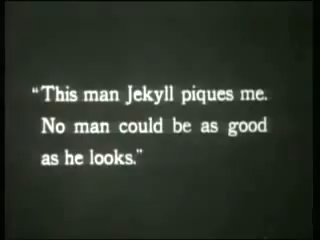 “This man Jekyll piques me.
No man could be as good
as he looks.”